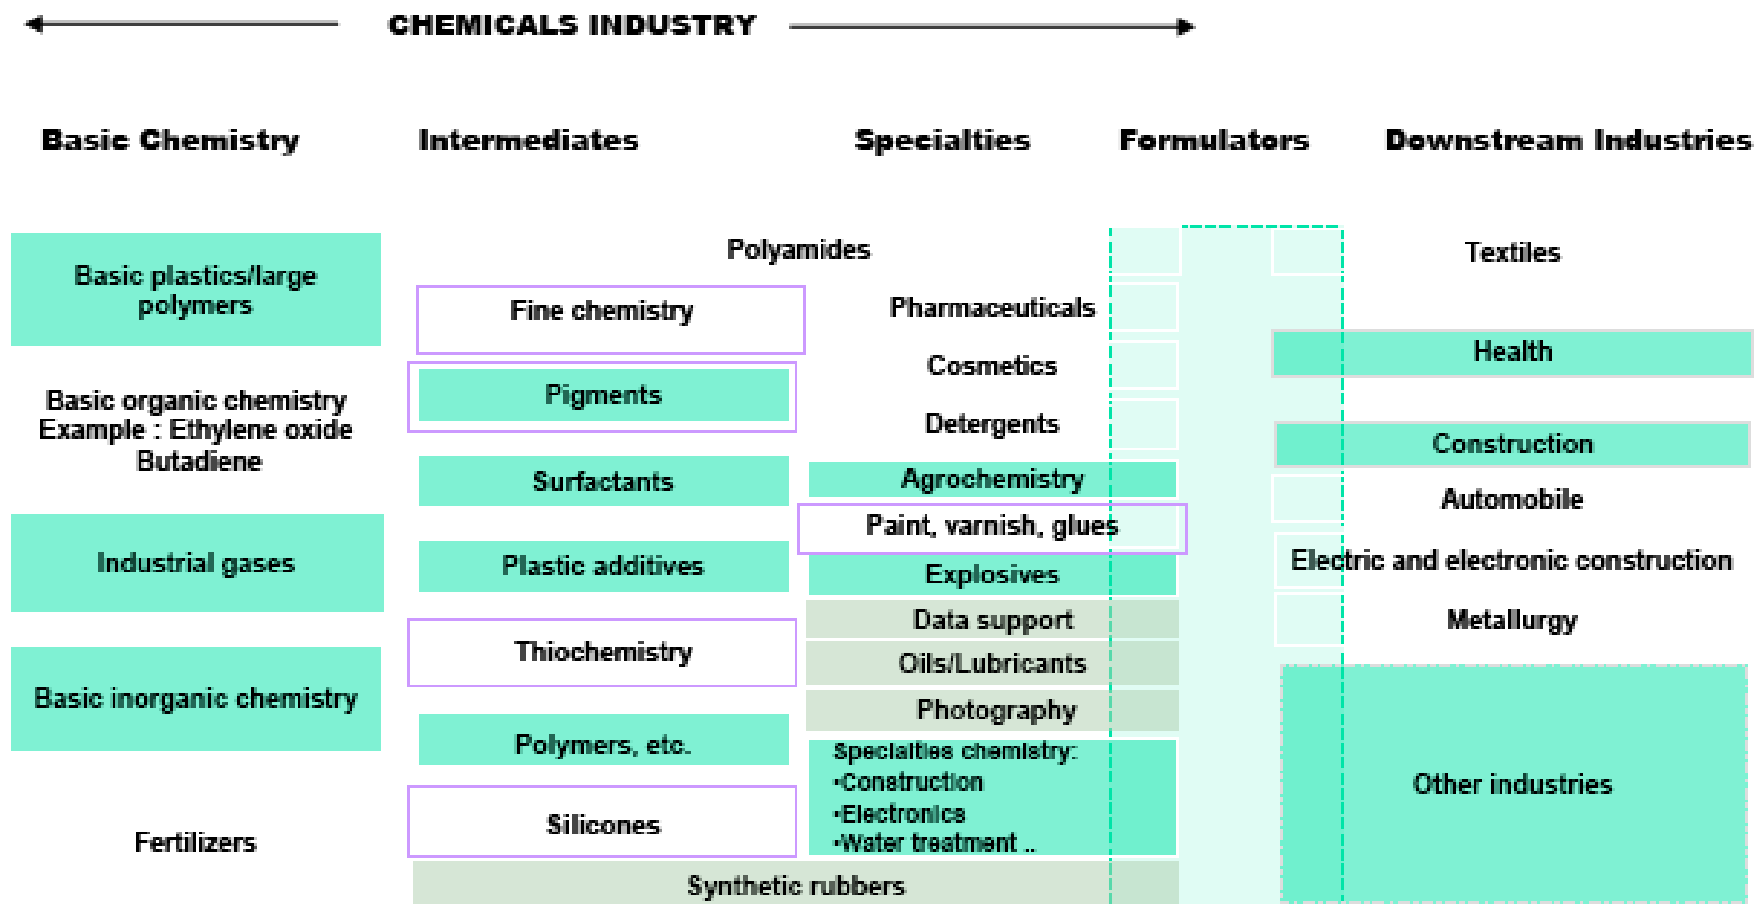 CHEMICALS INDUSTRY
Basic Chemistry
Intermediates
Specialties
Formulators
Downstream Industries
Basic plastics/large
polymers
Basic organic chemistry
Example : Ethylene oxide
Butadiene
Industrial gases
Basic inorganic chemistry
Fertilizers
Polyamides
Fine chemistry
Pigments
Surfactants
Plastic additives
Thiochemistry
Polymers, etc.
Silicones
Synthetic rubbers
Pharmaceuticals
Cosmetics
Detergents
Agrochemistry
Paint, varnish, glues
Explosives
Data support
Oils/Lubricants
Photography
Specialties chemistry:
•Construction
•Electronics
•Water treatment ..
Textiles
Health
Construction
Automobile
Electric and electronic construction
Metallurgy
Other industries